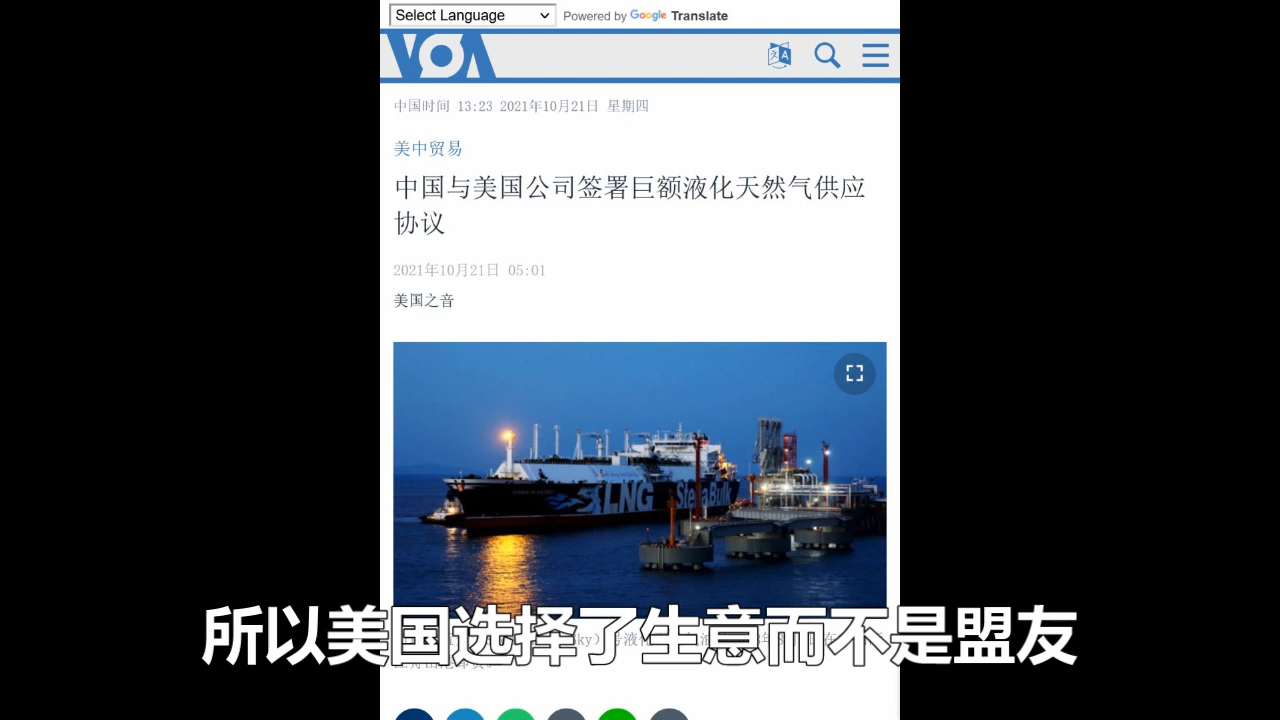 Select Language
Powered by Google Translate
VOA
中国时间 13:23 2021年10月21日 星期四
美中贸易
中国与美国公司签署巨额液化天然气供应
协议
2021年10月21日 05:01
美国之音
LNG
StenaBulk
所以美国选择了生意而不是盟友